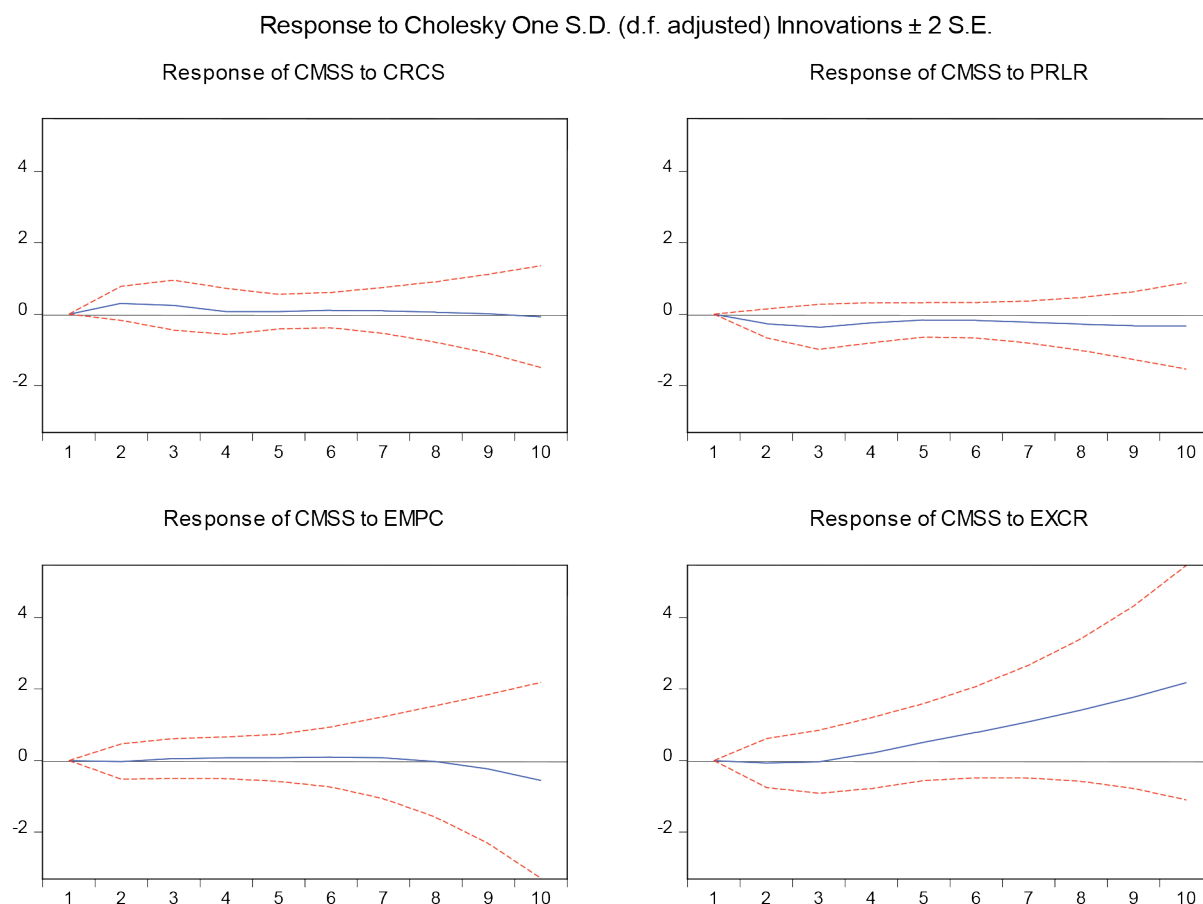 Response to Cholesky One S.D. (d.f. adjusted) Innovations ± 2 S.E.
Response of CMSS to CRCS
4
2
0
-2
1 2 3 4 5 6 7 8 9 10
Response of CMSS to PRLR
4
2
0
-2
1 2 3 4 5 6 7 8 9 10
Response of CMSS to EMPC
4
2
0
-2
1 2 3 4 5 6 7 8 9 10
Response of CMSS to EXCR
4
2
0
-2
1 2 3 4 5 6 7 8 9 10